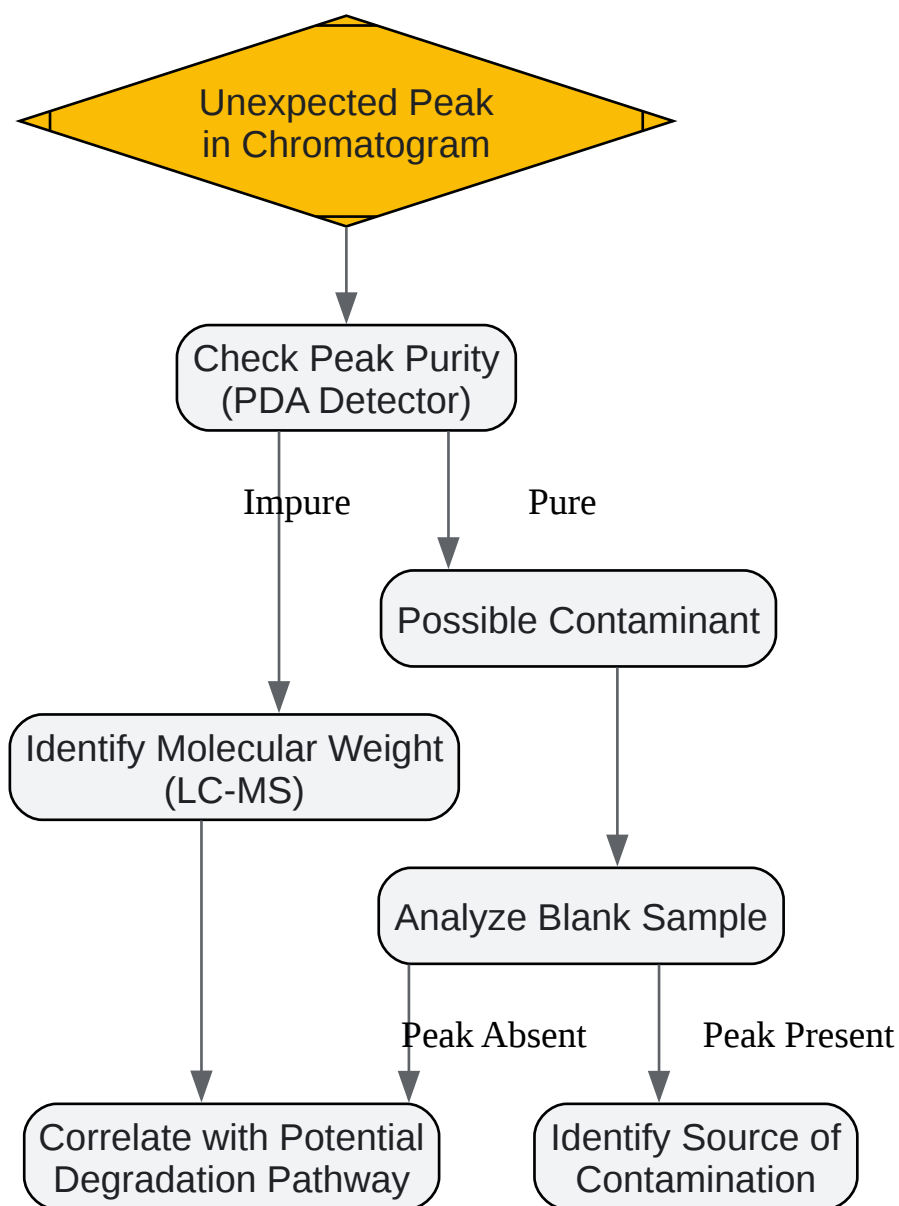 Unexpected Peak
in Chromatogram
Check Peak Purity
(PDA Detector)
Impure
Pure
Possible Contaminant
Identify Molecular Weight
(LC-MS)
Analyze Blank Sample
Peak Absent
Peak Present
Correlate with Potential
Degradation Pathway
Identify Source of
Contamination